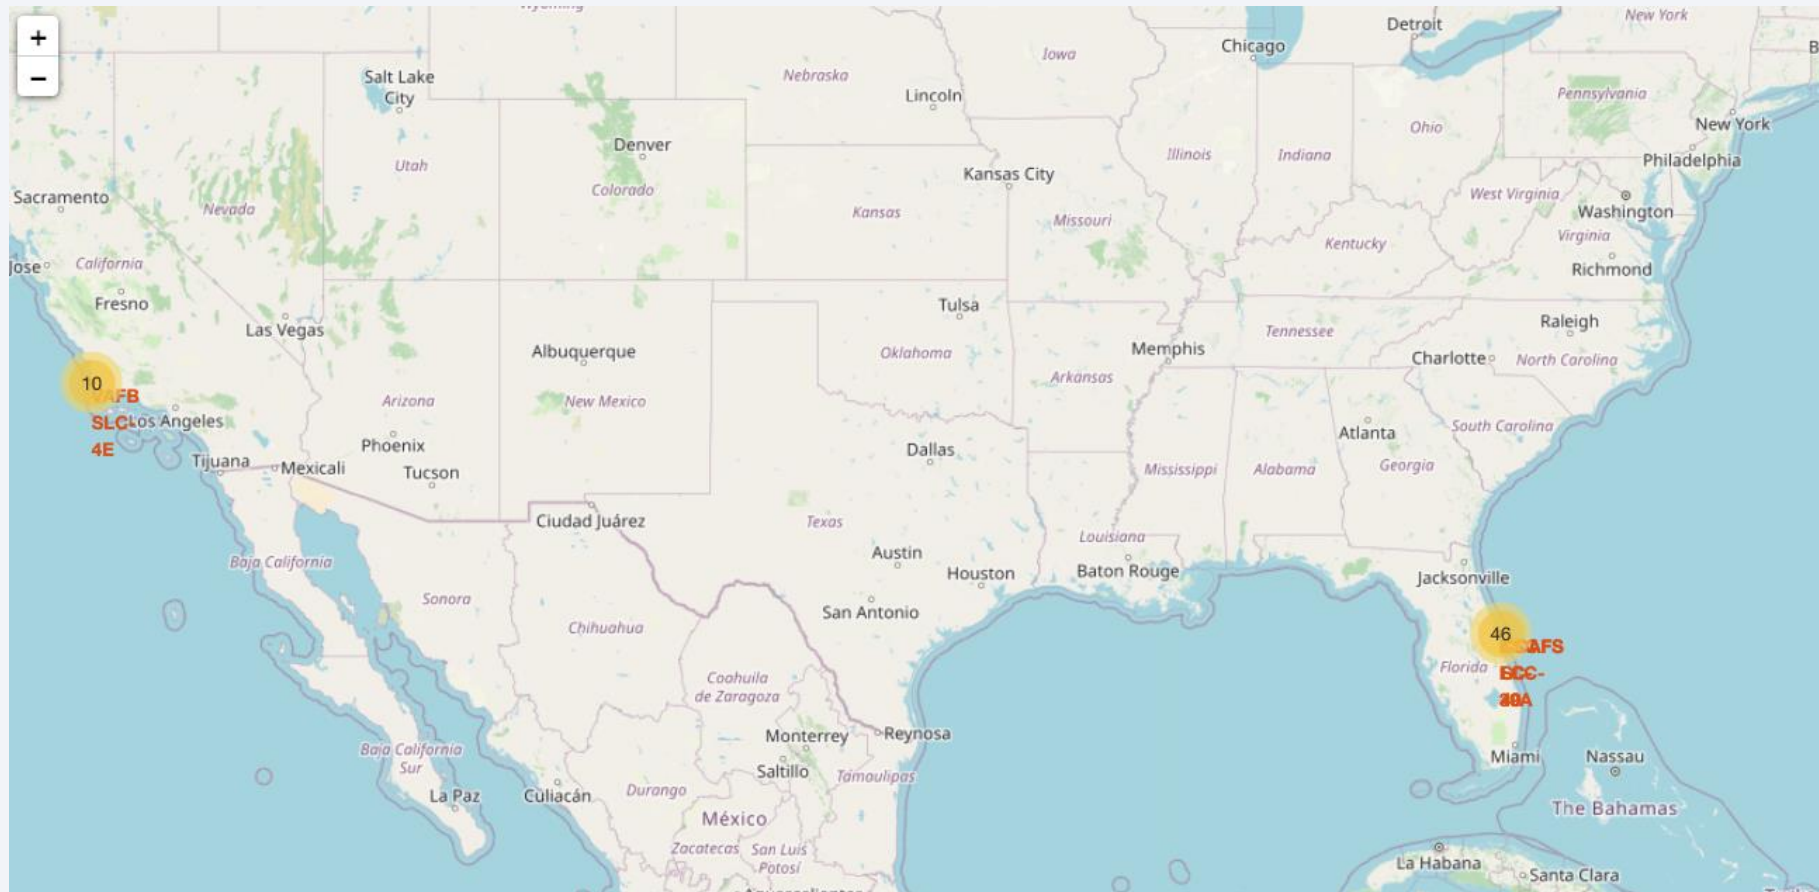 +
−
Wyoming
Detroit
New York
Chicago
Iowa
Salt Lake
City
Nebraska
Lincoln
Pennsylvania
New York
Ohio
Denver
Utah
Illinois
Indiana
Philadelphia
Kansas City
Colorado
West Virginia
Sacramento
Nevada
Kansas
Missouri
Washington
Kentucky
Virginia
Jose
California
Richmond
Fresno
Tulsa
Las Vegas
Raleigh
Tennessee
Albuquerque
Oklahoma
Memphis
Charlotte
North Carolina
10
Arkansas
VAFB
SLC-
4E
Arizona
New Mexico
Los Angeles
Phoenix
Atlanta
South Carolina
Dallas
Tijuana
Mexicali
Tucson
Mississippi
Alabama
Georgia
Ciudad Juárez
Texas
Louisiana
Austin
Baja California
Houston
Baton Rouge
Jacksonville
Sonora
San Antonio
Chihuahua
46
Florida
Coahuila
de Zaragoza
Monterrey
Reynosa
Baja California
Sur
Miami
Nassau
Saltillo
Tamaulipas
La Paz
Culiacán
Durango
The Bahamas
México
Zacatecas
San Luis
Potosí
La Habana
Santa Clara